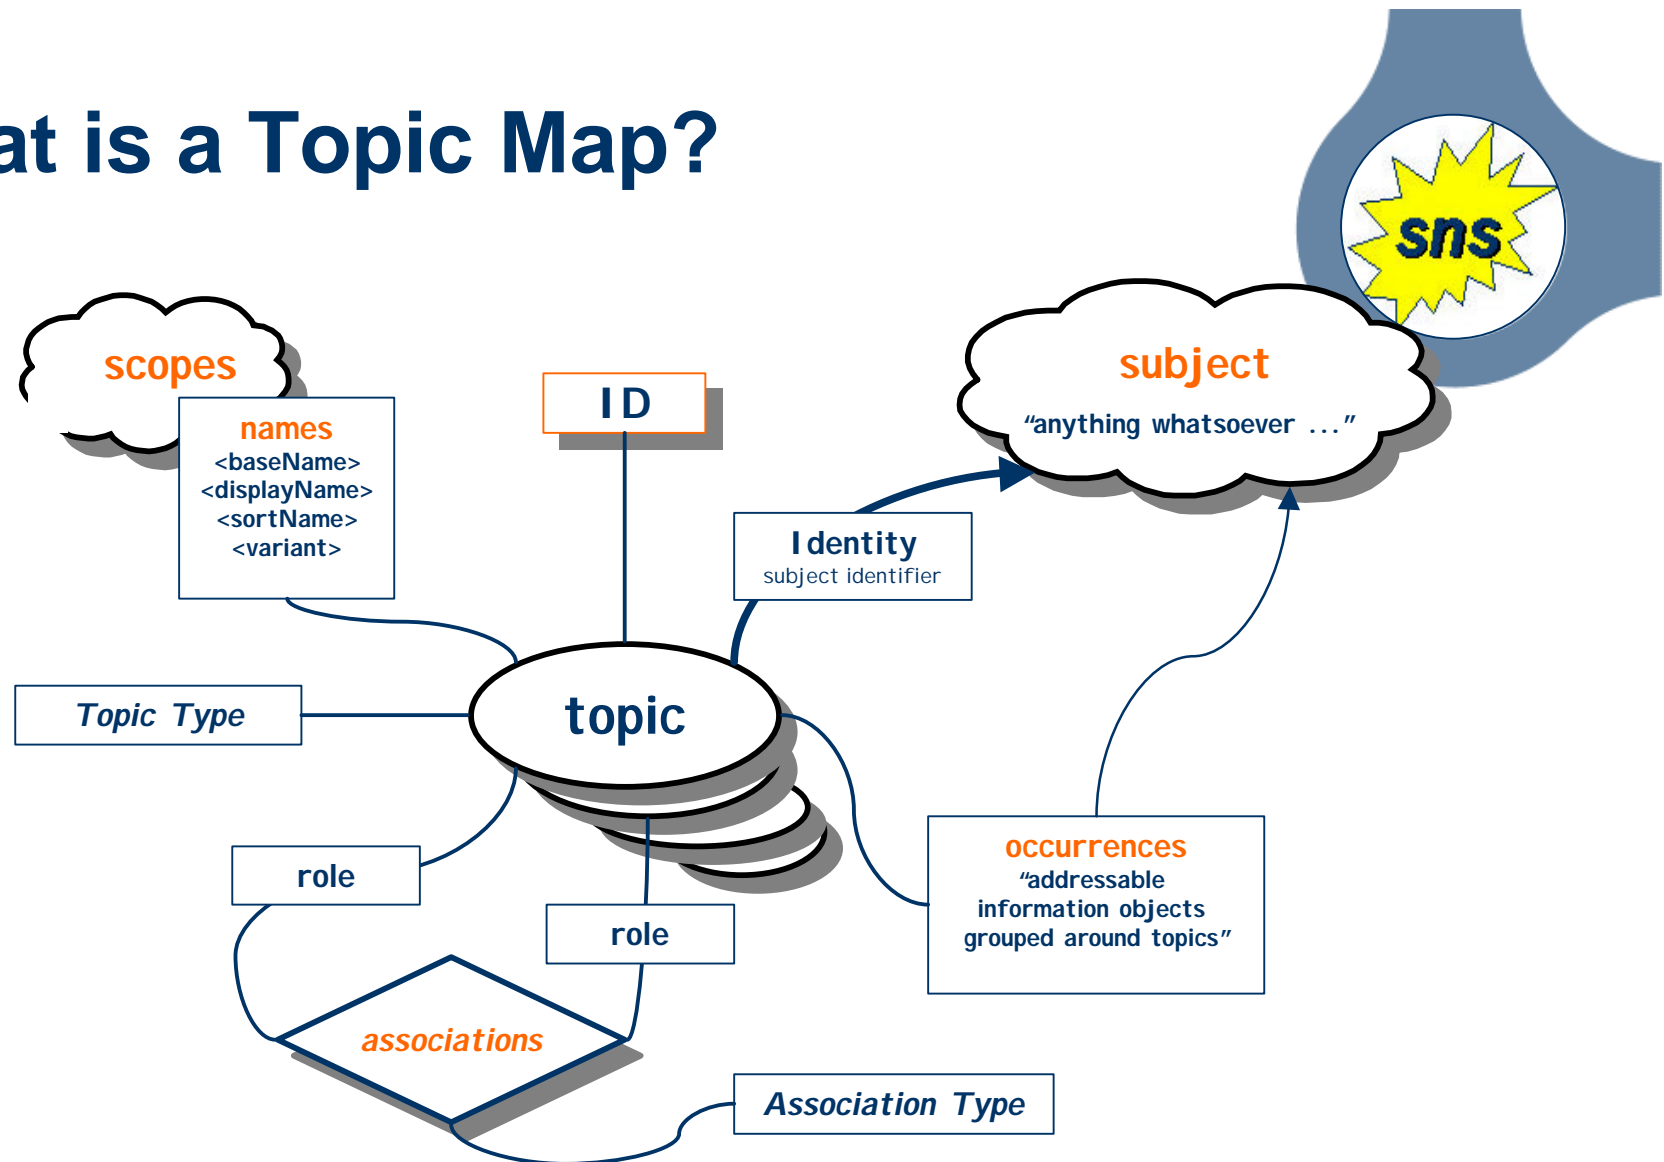 at is a Topic Map?
sns
scopes
names
<baseName>
<displayName>
<sortName>
<variant>
ID
subject
“anything whatsoever ...”
Identity
subject identifier
Topic Type
topic
role
role
occurrences
“addressable
information objects
grouped around topics”
associations
Association Type